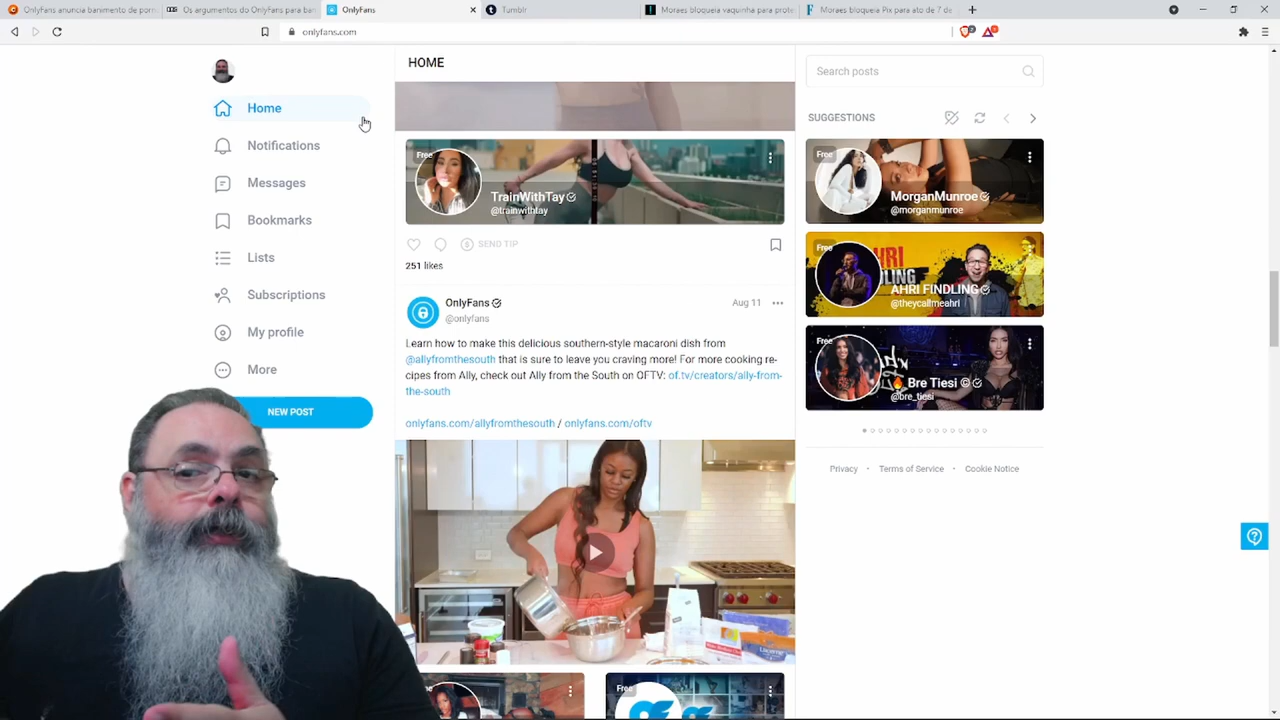 OnlyFans anuncia banimento de porn
Os argumentos do OnlyFans para ban
OnlyFans
Tumblr
Moraes bloqueia vaquinha para prote
Moraes bloqueia Pix para ato de 7 de
onlyfans.com
Home
Notifications
Messages
Bookmarks
Lists
Subscriptions
My profile
More
NEW POST
HOME
Free
TrainWithTay
@trainwithtay
SEND TIP
251 likes
OnlyFans
@onlyfans
Aug 11
Learn how to make this delicious southern-style macaroni dish from
@allyfromthesouth that is sure to leave you craving more! For more cooking re-
cipes from Ally, check out Ally from the South on OFTV: of.tv/creators/ally-from-
the-south
onlyfans.com/allyfromthesouth / onlyfans.com/oftv
Free
Search posts
SUGGESTIONS
Free
MorganMunroe
@morganmunroe
Free
AHRI FINDLING
@theycallmeahri
Free
Bre Tiesi ©
@bre_tiesi
Privacy · Terms of Service · Cookie Notice